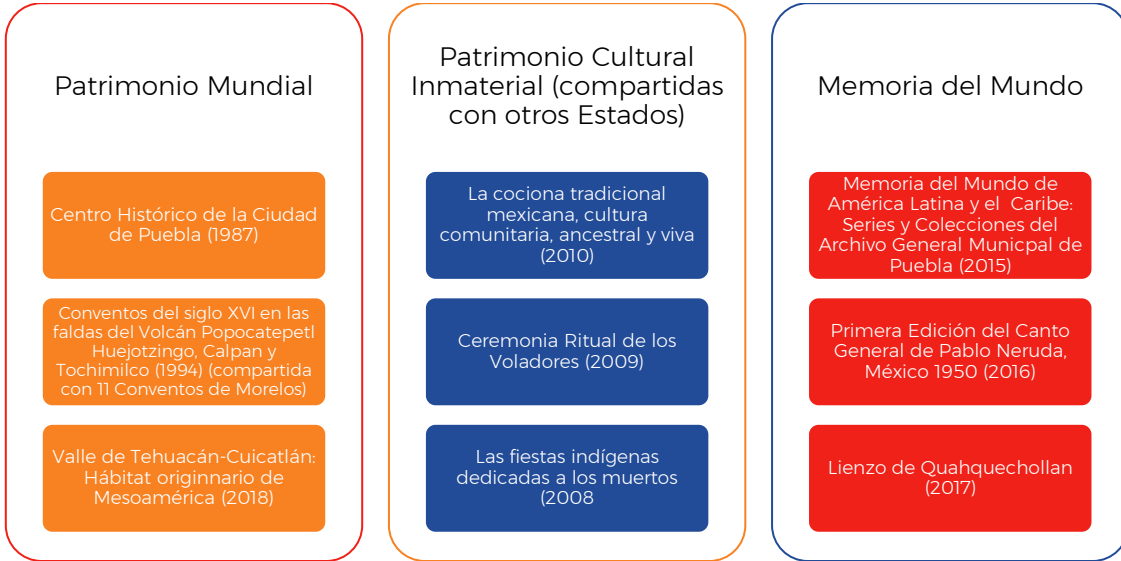 Patrimonio Mundial
Centro Histórico de la Ciudad
de Puebla (1987)
Conventos del siglo XVI en las
faldas del Volcán Popocatepetl
Huejotzingo, Calpan y
Tochimilco (1994) (compartida
con 11 Conventos de Morelos)
Valle de Tehuacán-Cuicatlán:
Hábitat originnario de
Mesoamérica (2018)
Patrimonio Cultural
Inmaterial (compartidas
con otros Estados)
La cociona tradicional
mexicana, cultura
comunitaria, ancestral y viva
(2010)
Ceremonia Ritual de los
Voladores (2009)
Las fiestas indígenas
dedicadas a los muertos
(2008
Memoria del Mundo
Memoria del Mundo de
América Latina y el Caribe:
Series y Colecciones del
Archivo General Municpal de
Puebla (2015)
Primera Edición del Canto
General de Pablo Neruda,
México 1950 (2016)
Lienzo de Quahquechollan
(2017)